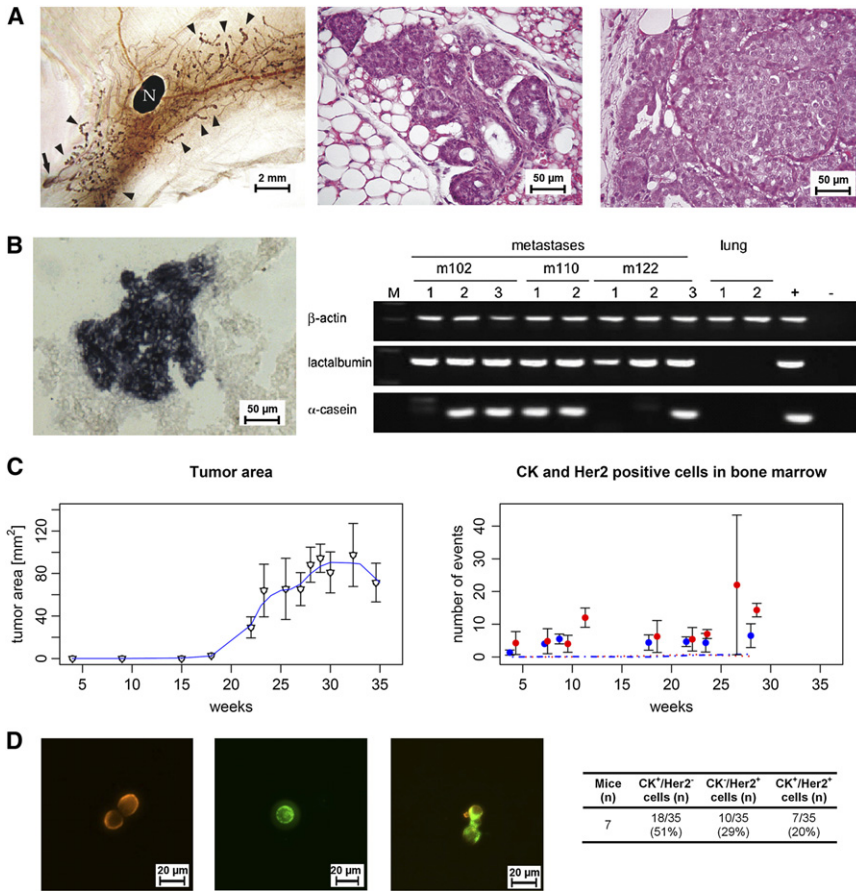 A
N
2 mm
50 µm
50 µm
B
50 µm
metastases lung
m102 m110 m122
M 1 2 3 1 2 1 2 3 1 2 + -
β-actin
lactalbumin
α-casein
C
Tumor area
tumor area [mm²]
0 40 80 120
5 10 15 20 25 30 35
weeks
CK and Her2 positive cells in bone marrow
number of events
0 10 20 30 40
5 10 15 20 25 30 35
weeks
D
20 µm
20 µm
20 µm
Mice (n) CK⁺/Her2⁻ cells (n) CK⁻/Her2⁺ cells (n) CK⁺/Her2⁺ cells (n)
7 18/35 (51%) 10/35 (29%) 7/35 (20%)